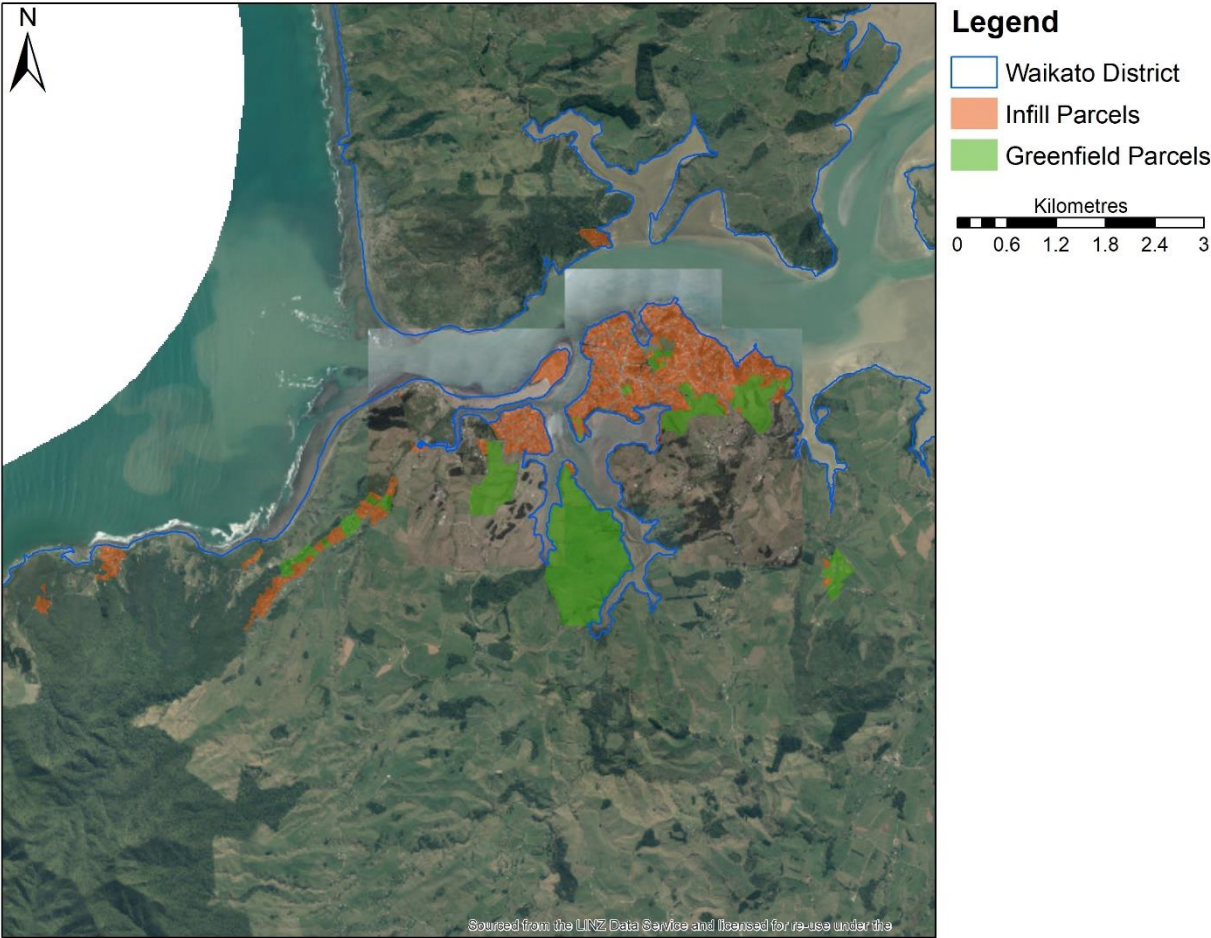 N
Legend
Waikato District
Infill Parcels
Greenfield Parcels
Kilometres
0 0.6 1.2 1.8 2.4 3
Sourced from the LINZ Data Service and licensed for re-use under the